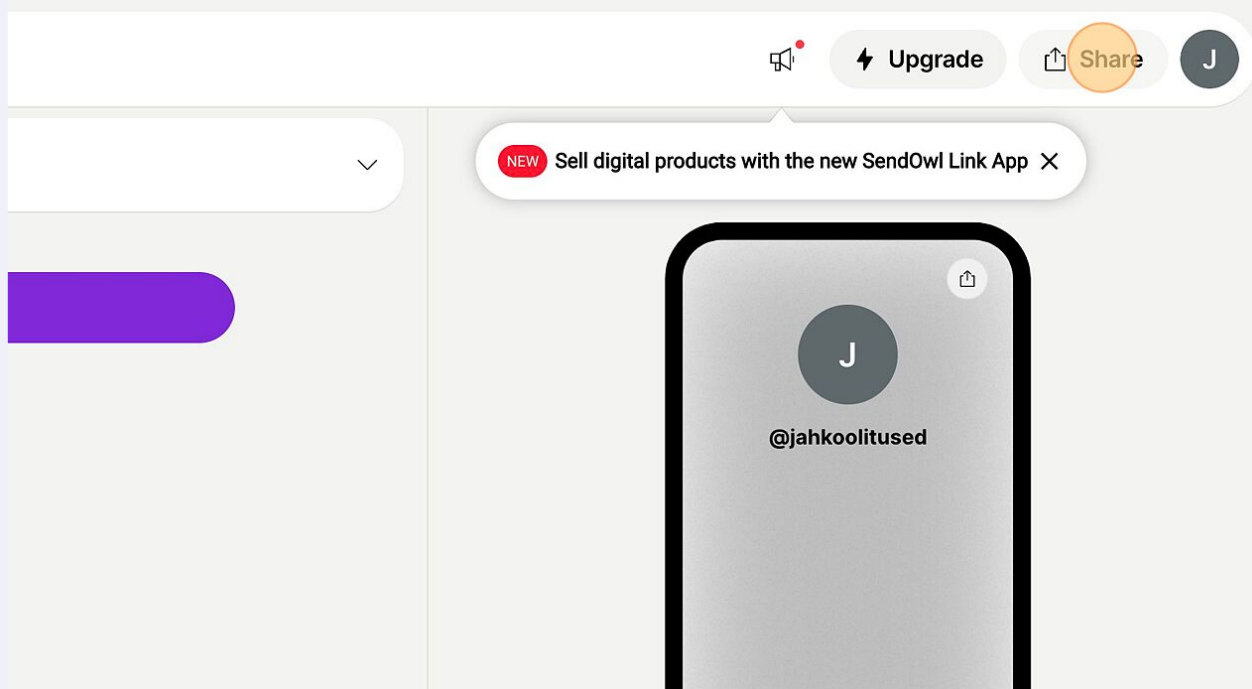 Upgrade
Share
J
NEW Sell digital products with the new SendOwl Link App
J
@jahkoolitused